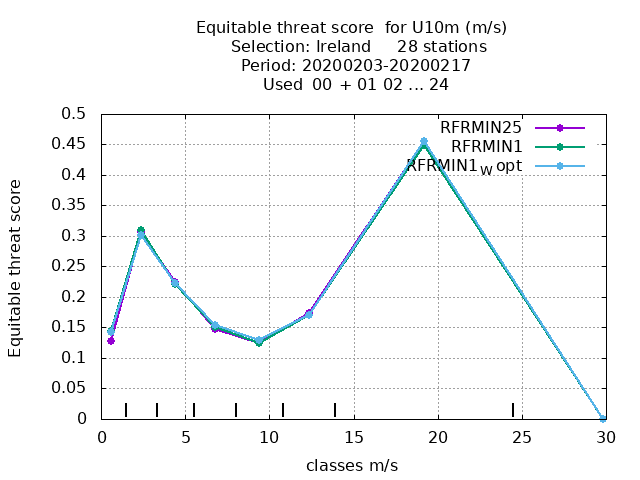 Equitable threat score for U10m (m/s)
Selection: Ireland 28 stations
Period: 20200203-20200217
Used 00 + 01 02 ... 24
Equitable threat score
0.5
0.45
0.4
0.35
0.3
0.25
0.2
0.15
0.1
0.05
0
RFRMIN25
RFRMIN1
RFRMIN1W opt
0 5 10 15 20 25 30
classes m/s